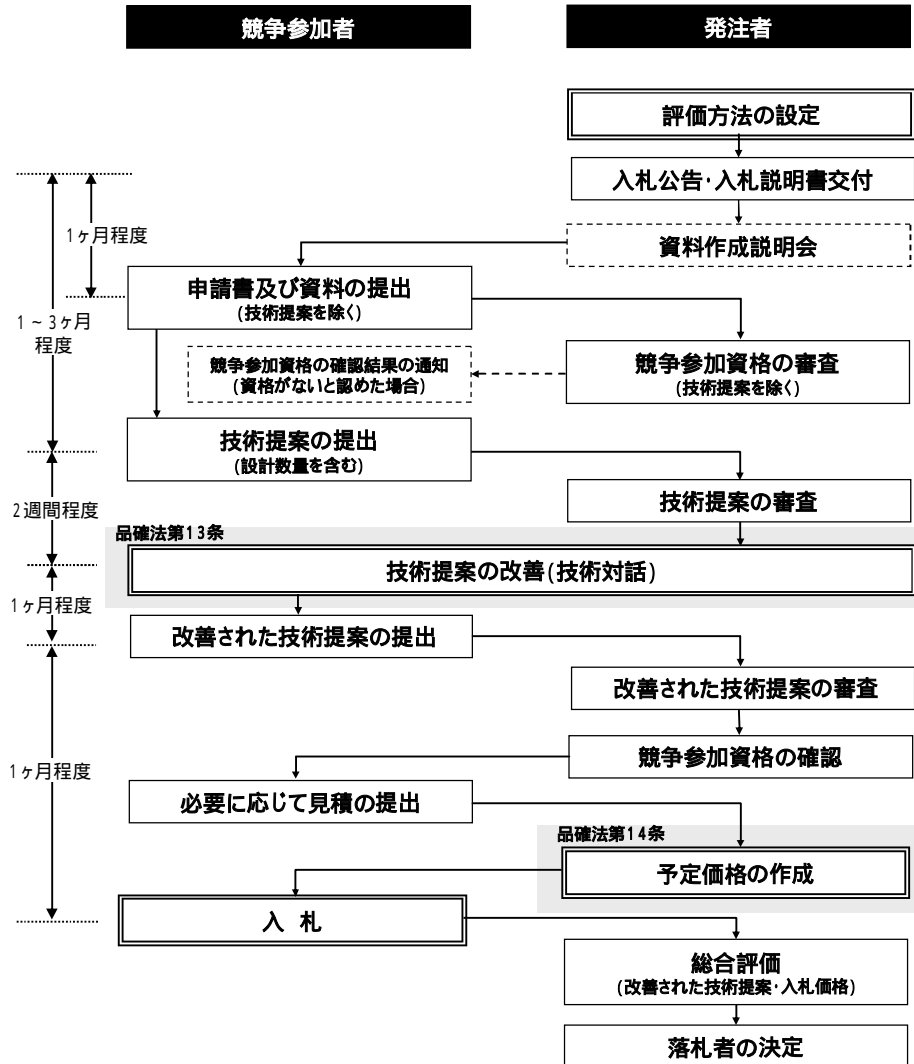 競争参加者
発注者
評価方法の設定
入札公告・入札説明書交付
1ヶ月程度
資料作成説明会
申請書及び資料の提出
(技術提案を除く)
1～3ヶ月
程度
競争参加資格の確認結果の通知
(資格がないと認めた場合)
競争参加資格の審査
(技術提案を除く)
技術提案の提出
(設計数量を含む)
2週間程度
技術提案の審査
品確法第13条
技術提案の改善(技術対話)
1ヶ月程度
改善された技術提案の提出
改善された技術提案の審査
競争参加資格の確認
1ヶ月程度
必要に応じて見積の提出
品確法第14条
予定価格の作成
入 札
総合評価
(改善された技術提案・入札価格)
落札者の決定